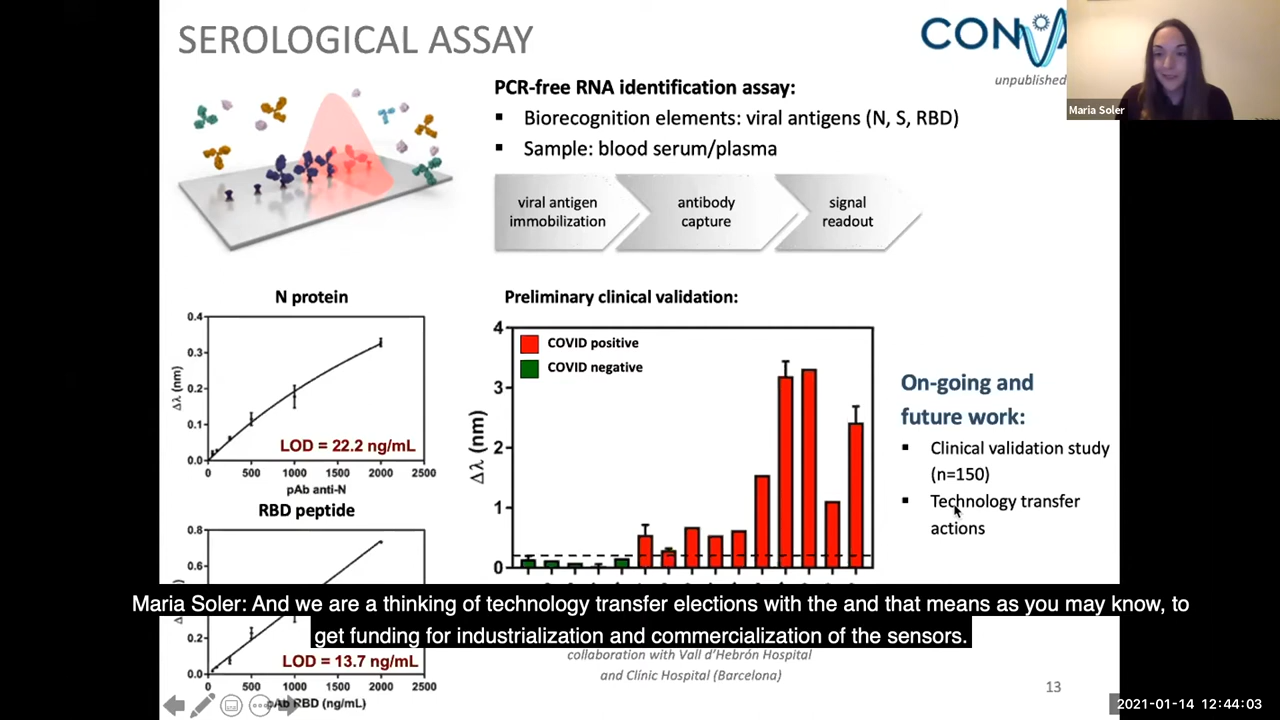 SEROLOGICAL ASSAY
CONVA
unpublished
Maria Soler
PCR-free RNA identification assay:
▪ Biorecognition elements: viral antigens (N, S, RBD)
▪ Sample: blood serum/plasma
viral antigen
immobilization
antibody
capture
signal
readout
N protein
0.4
0.3
0.2
0.1
0.0
Δλ (nm)
LOD = 22.2 ng/mL
0 500 1000 1500 2000 2500
pAb anti-N
RBD peptide
0.8
0.6
0.2
0.0
LOD = 13.7 ng/mL
0 500 1000 1500 2000 2500
pAb RBD (ng/mL)
Preliminary clinical validation:
4
3
2
1
0
Δλ (nm)
COVID positive
COVID negative
On-going and
future work:
▪ Clinical validation study
(n=150)
▪ Technology transfer
actions
Maria Soler: And we are a thinking of technology transfer elections with the and that means as you may know, to
get funding for industrialization and commercialization of the sensors.
collaboration with Vall d'Hebrón Hospital
and Clínic Hospital (Barcelona)
13
2021-01-14 12:44:03